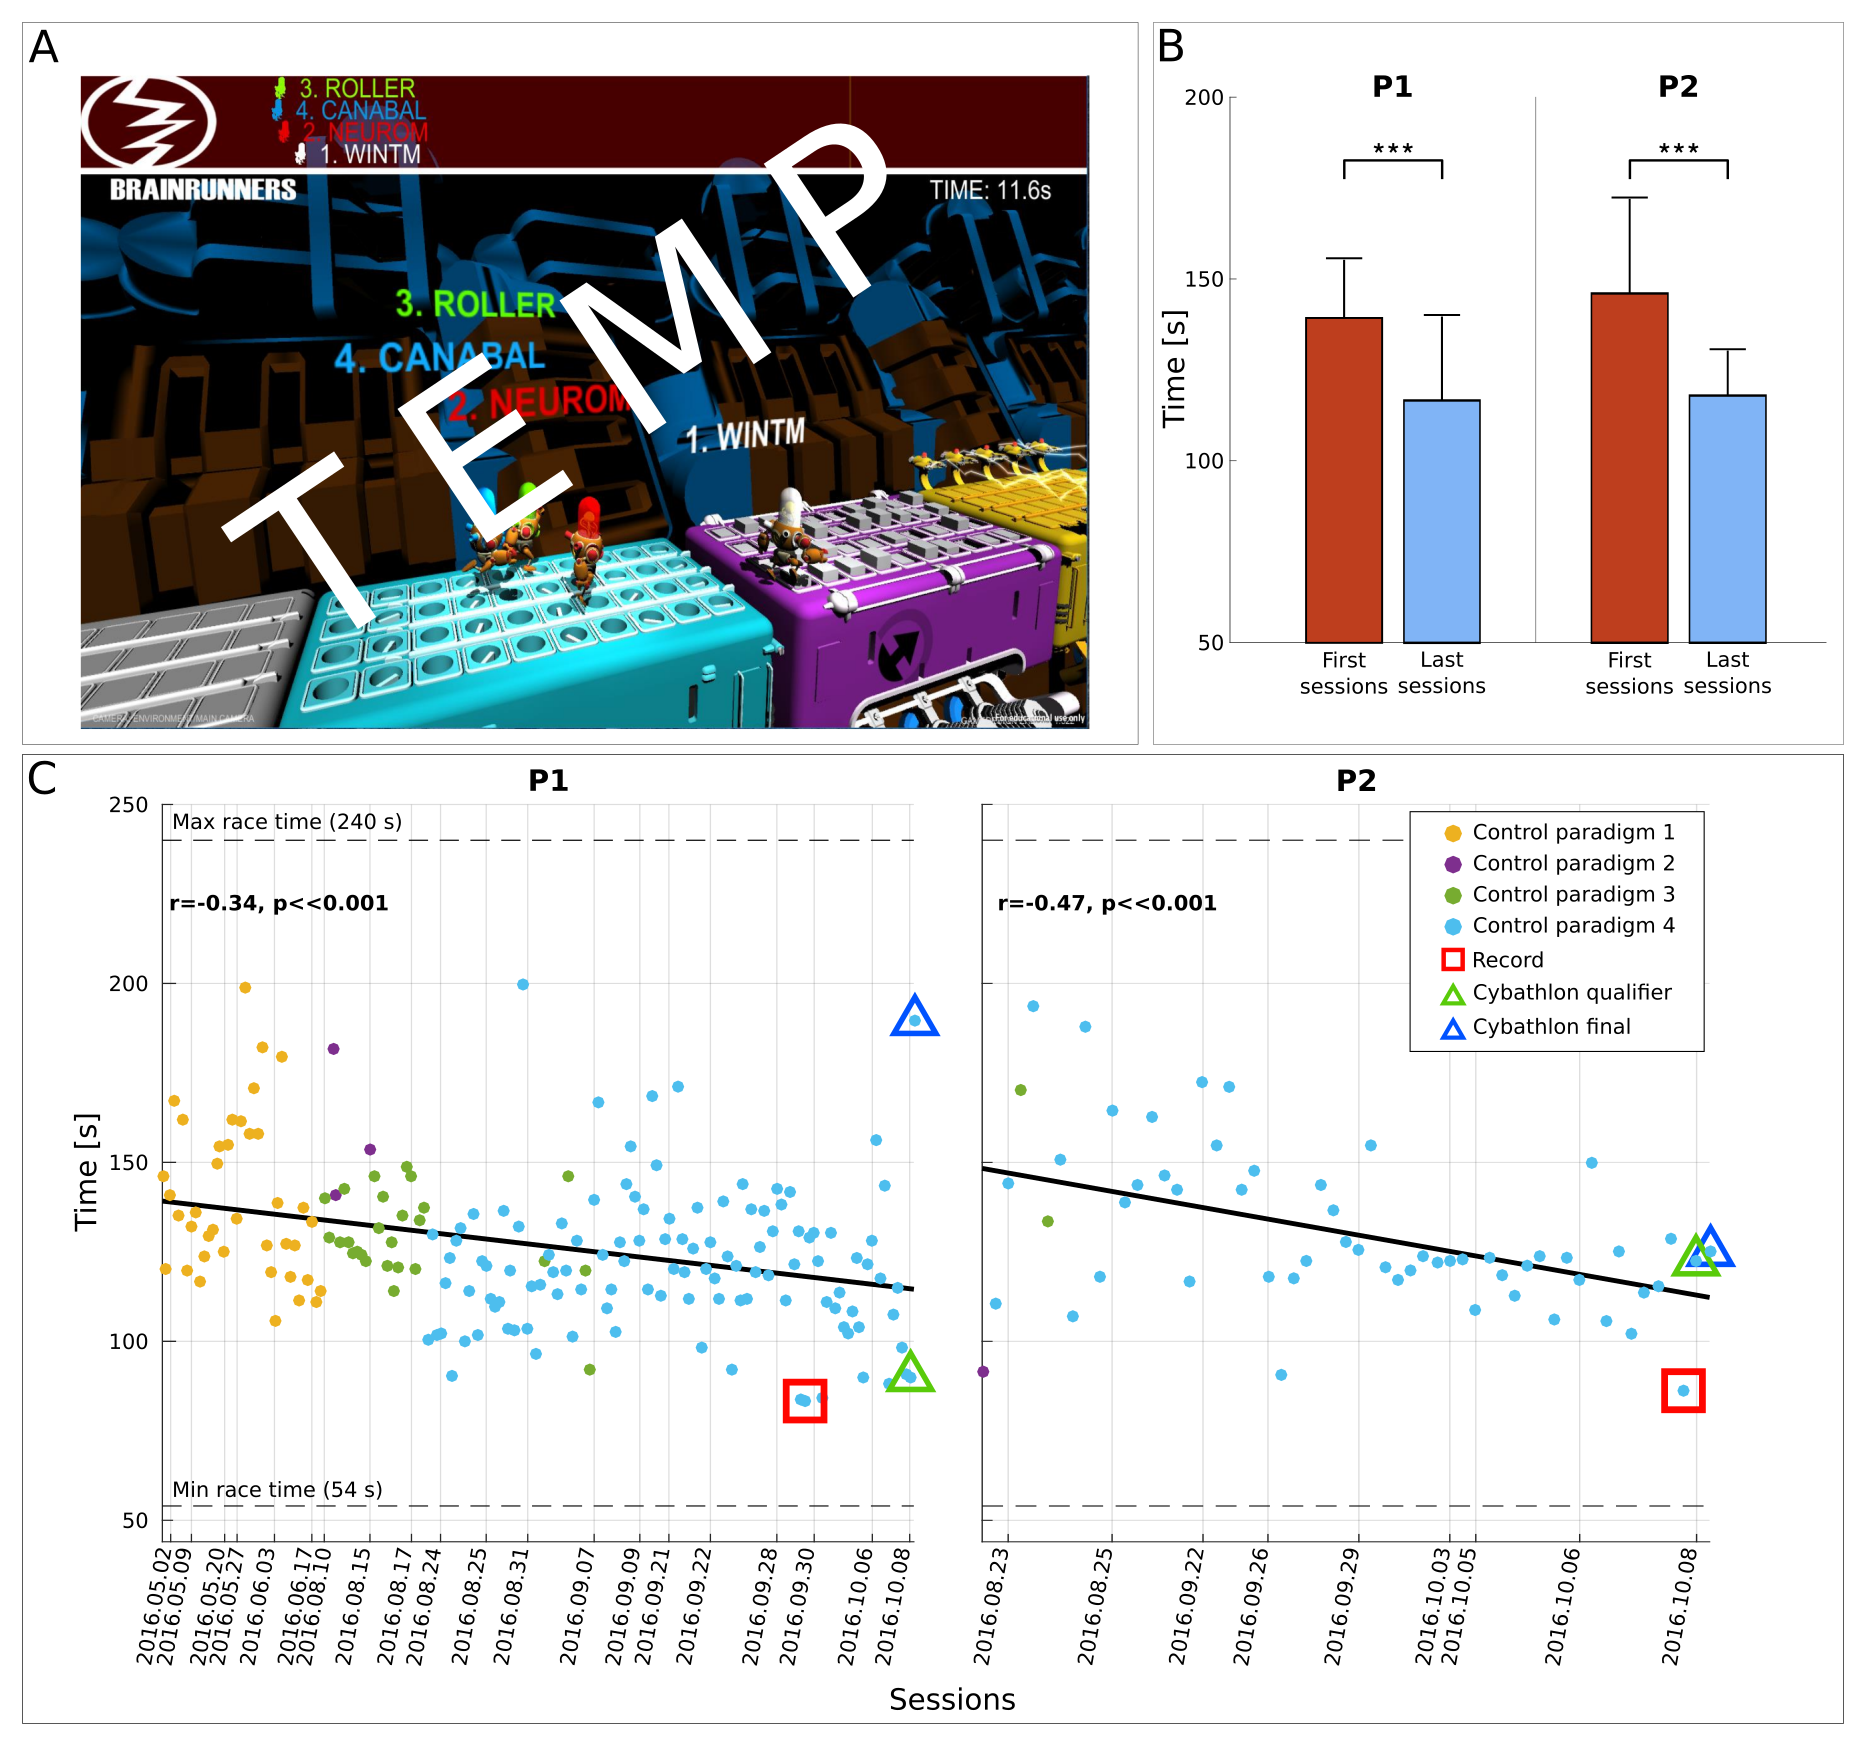 A
3. ROLLER
4. CANABAL
2. NEUROM
1. WINTM
BRAINRUNNERS
TIME: 11.6s
3. ROLLER
4. CANABAL
2. NEUROM
1. WINTM
TEMP
CAMERA: ENVIRONMENT/MAIN CAMERA
For educational use only
B
P1
P2
200
150
100
50
Time [s]
***
***
First sessions
Last sessions
First sessions
Last sessions
C
P1
P2
250
200
150
100
50
Time [s]
Max race time (240 s)
r=-0.34, p<<0.001
Min race time (54 s)
r=-0.47, p<<0.001
Control paradigm 1
Control paradigm 2
Control paradigm 3
Control paradigm 4
Record
Cybathlon qualifier
Cybathlon final
2016.05.02
2016.05.09
2016.05.20
2016.05.27
2016.06.03
2016.06.17
2016.08.10
2016.08.15
2016.08.17
2016.08.24
2016.08.25
2016.08.31
2016.09.07
2016.09.09
2016.09.21
2016.09.22
2016.09.28
2016.09.30
2016.10.06
2016.10.08
2016.08.23
2016.08.25
2016.09.22
2016.09.26
2016.09.29
2016.10.03
2016.10.05
2016.10.06
2016.10.08
Sessions